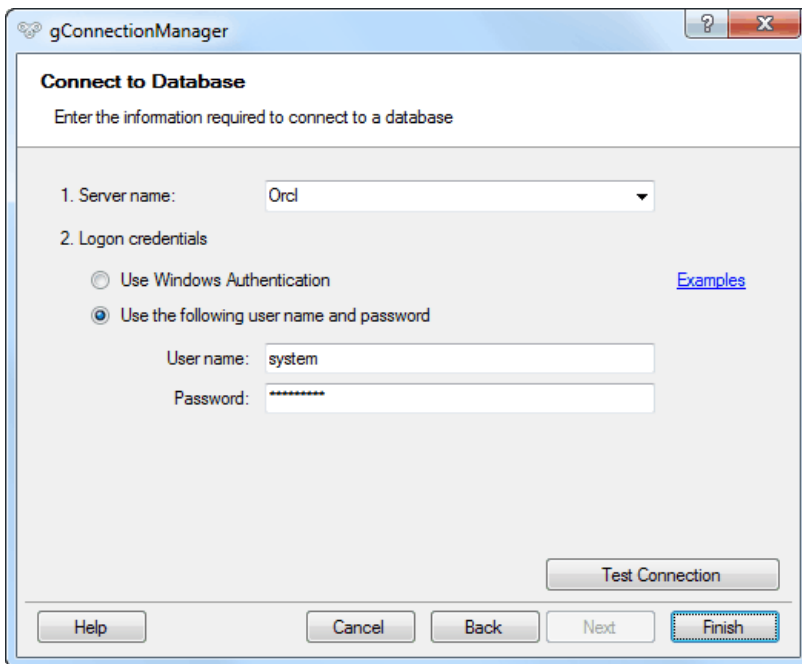 gConnectionManager
Connect to Database
Enter the information required to connect to a database
1. Server name: Orcl
2. Logon credentials
Use Windows Authentication Examples
Use the following user name and password
User name: system
Password: *********
Test Connection
Help Cancel Back Next Finish